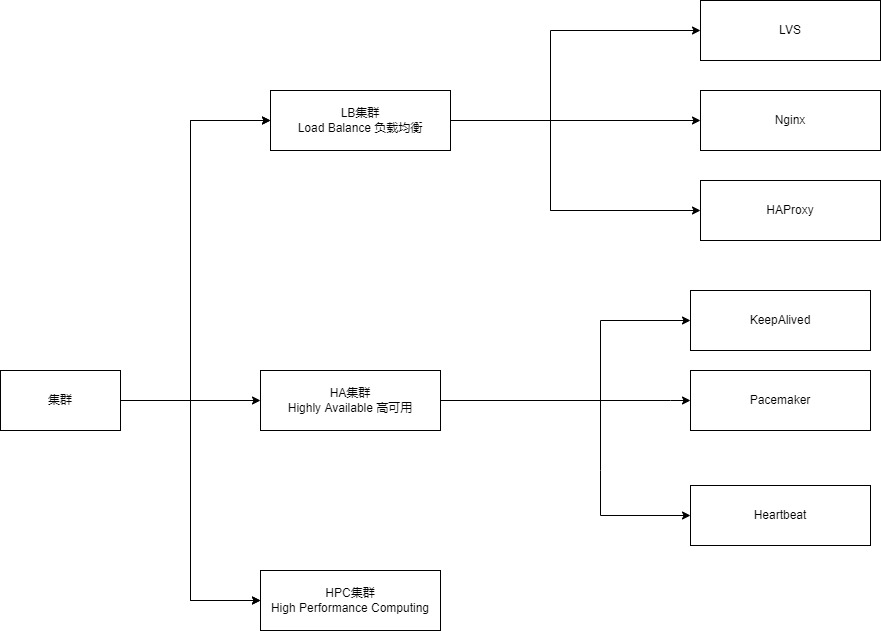 LVS
LB集群
Load Balance 负载均衡
Nginx
HAProxy
KeepAlived
集群
HA集群
Highly Available 高可用
Pacemaker
Heartbeat
HPC集群
High Performance Computing